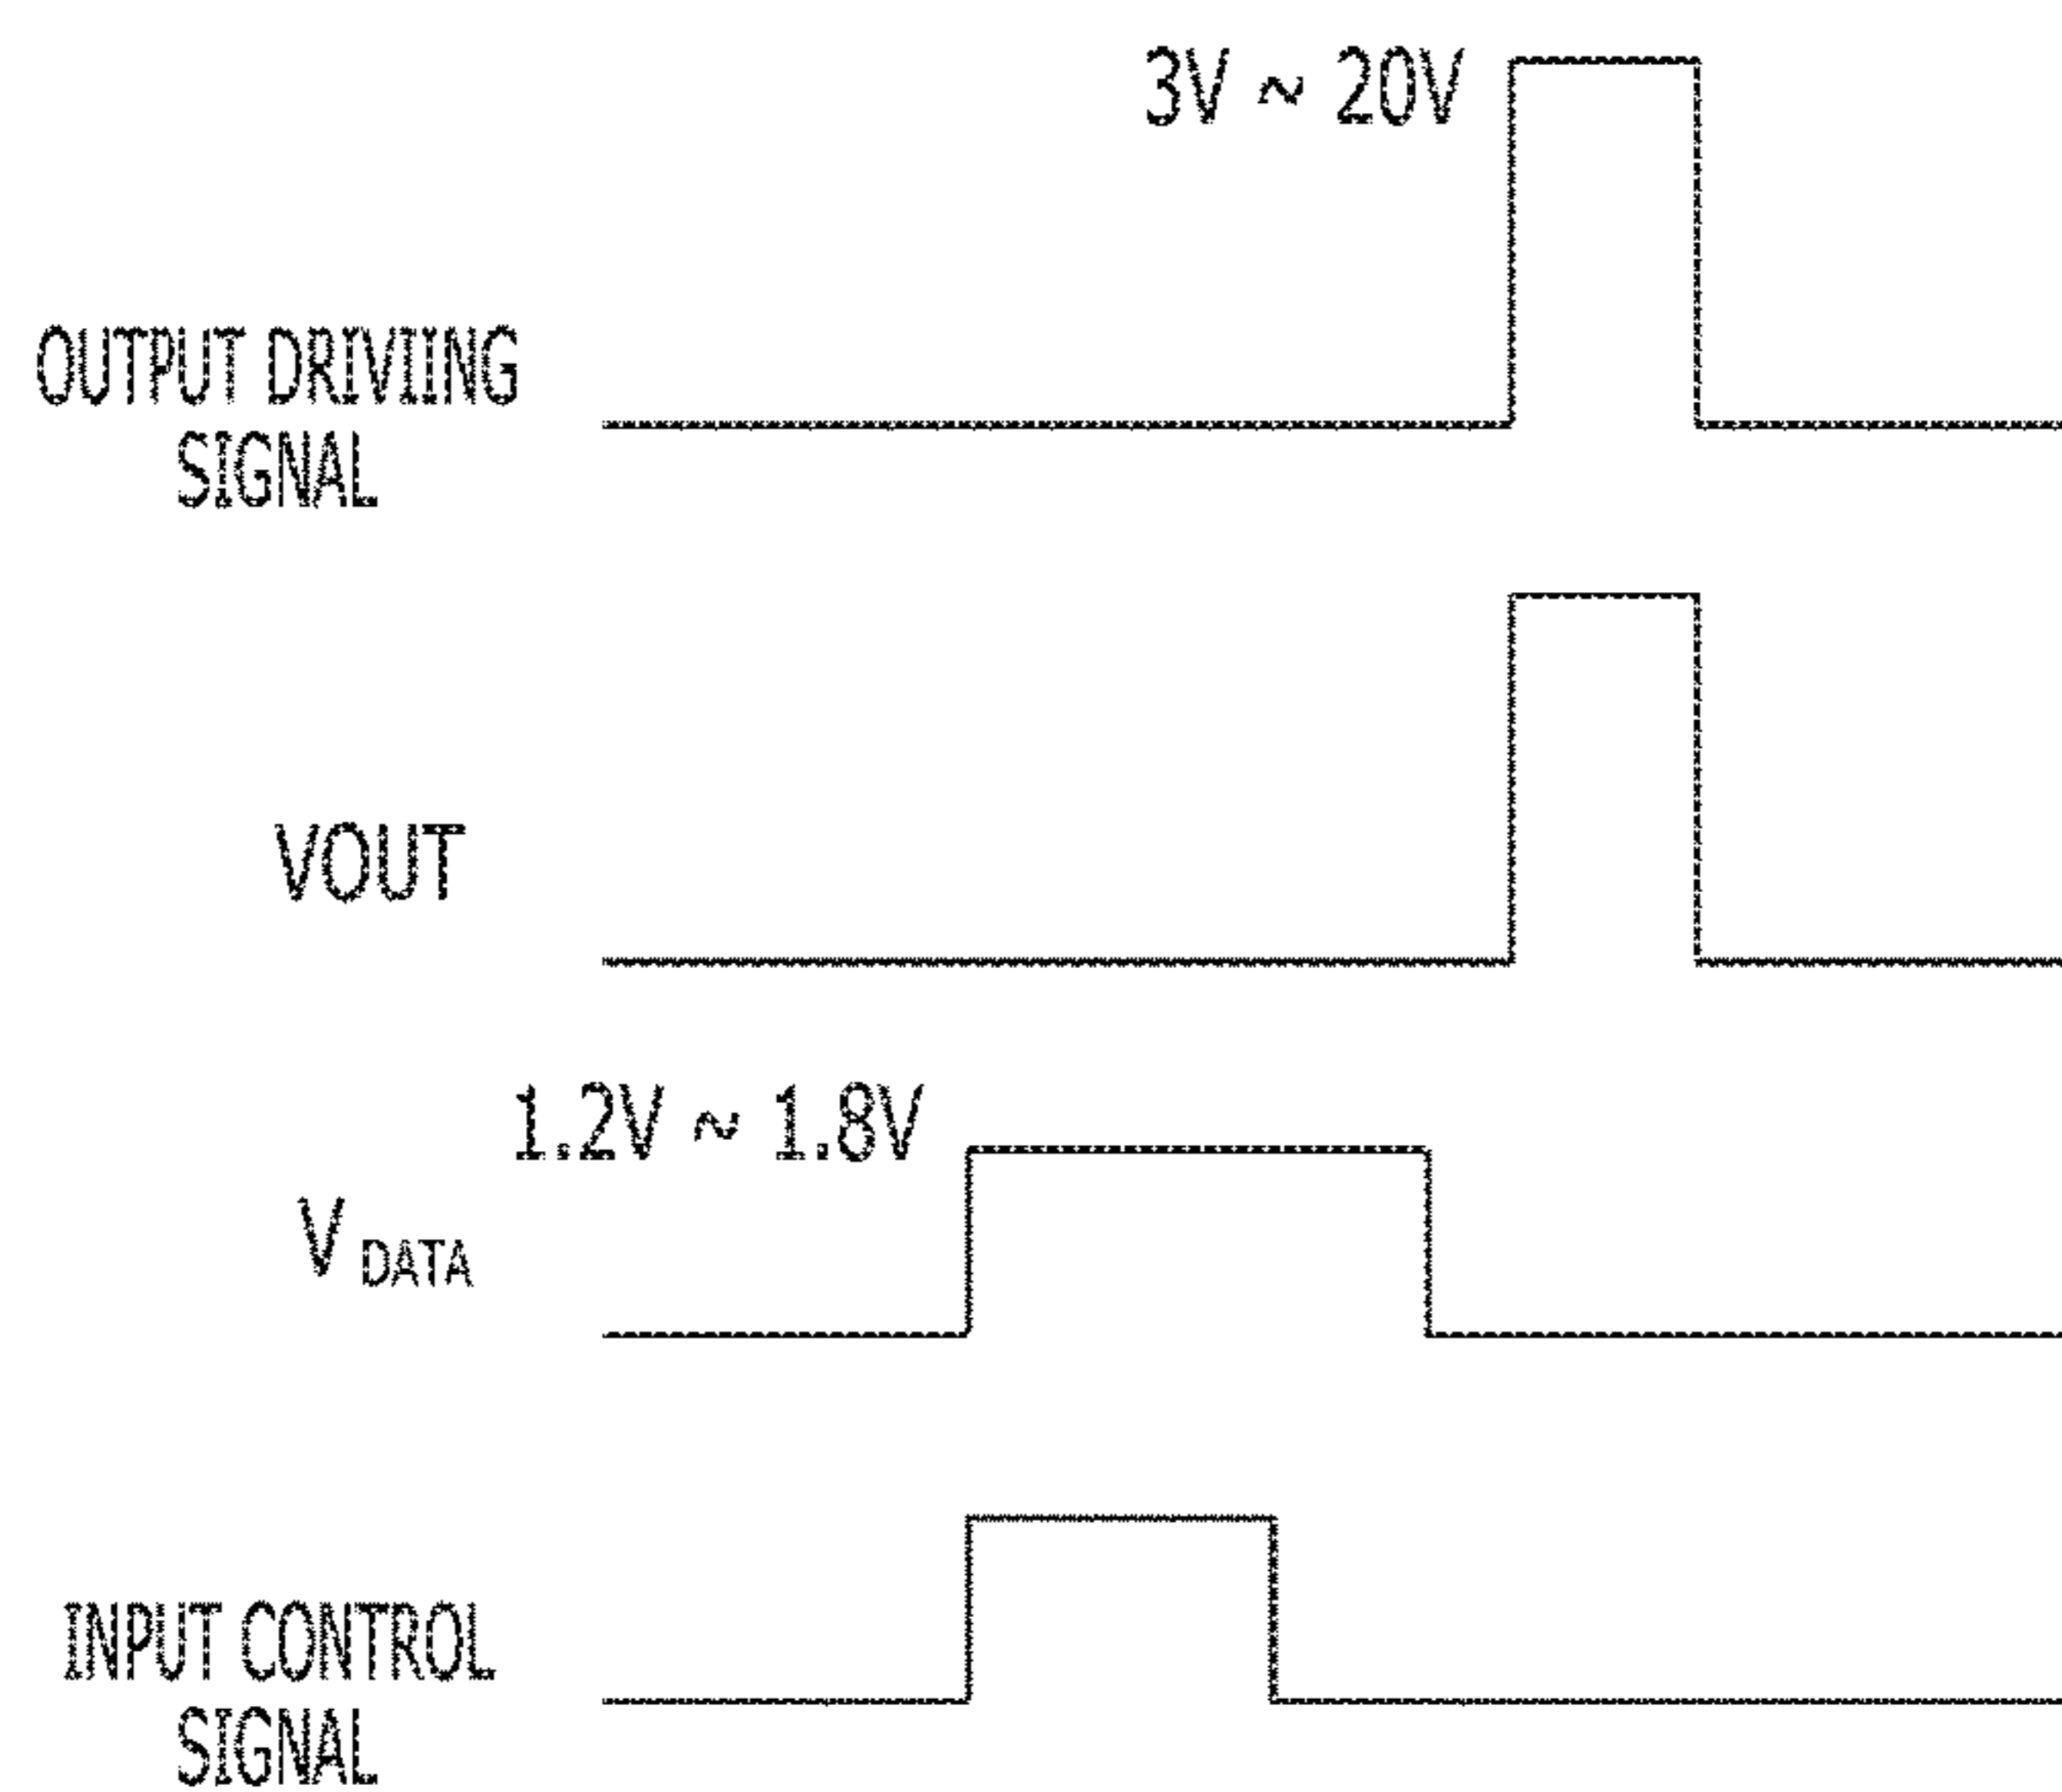 3V ~ 20V
OUTPUT DRIVIING
SIGNAL
VOUT
1.2V ~ 1.8V
V DATA
INPUT CONTROL
SIGNAL